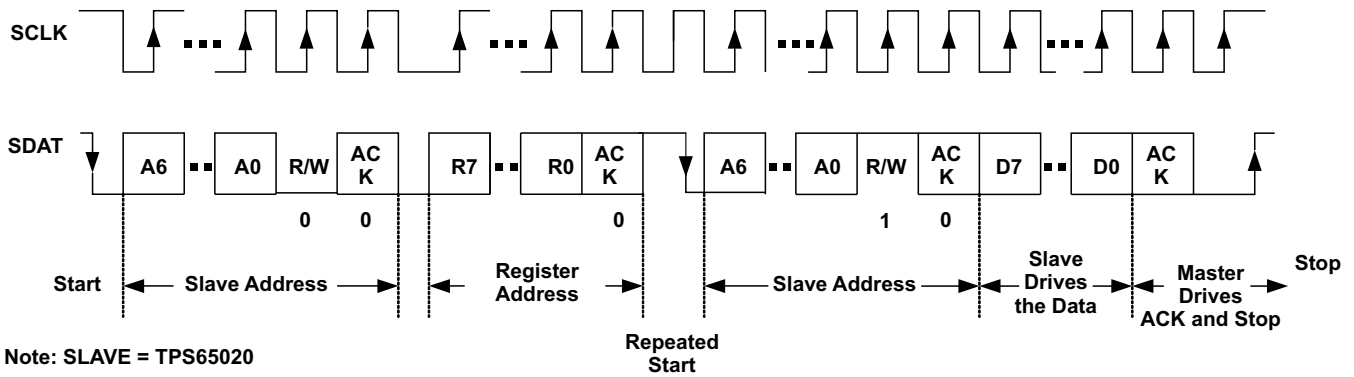 SCLK
SDAT
A6 A0 R/W AC K R7 R0 AC K A6 A0 R/W AC K D7 D0 AC K
0 0 0 1 0
Start
Slave Address
Register
Address
Repeated
Start
Slave Address
Slave
Drives
the Data
Master
Drives
ACK and Stop
Stop
Note: SLAVE = TPS65020